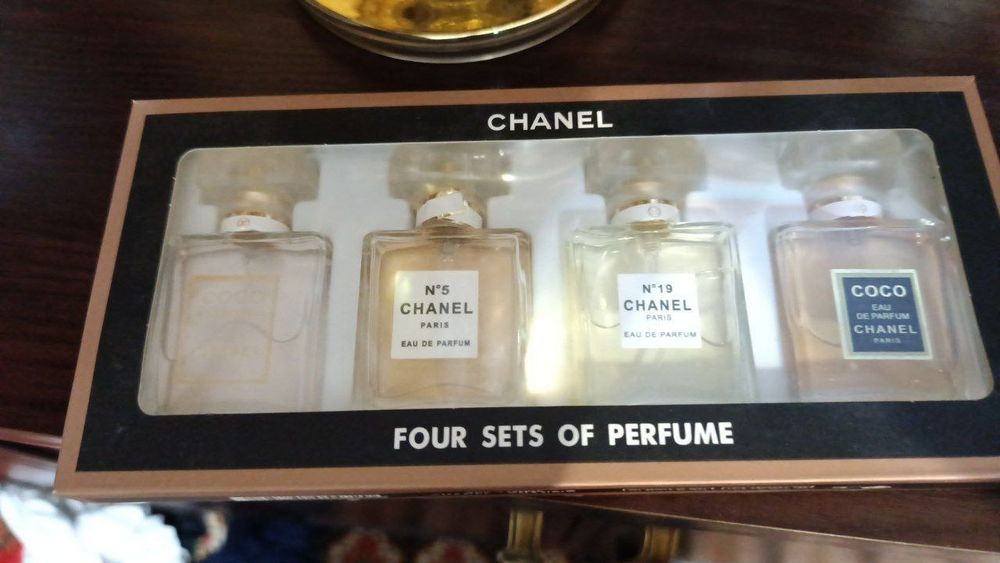 CHANEL
N°5
CHANEL
PARIS
EAU DE PARFUM
N°19
CHANEL
PARIS
EAU DE PARFUM
COCO
EAU
DE PARFUM
CHANEL
PARIS
FOUR SETS OF PERFUME